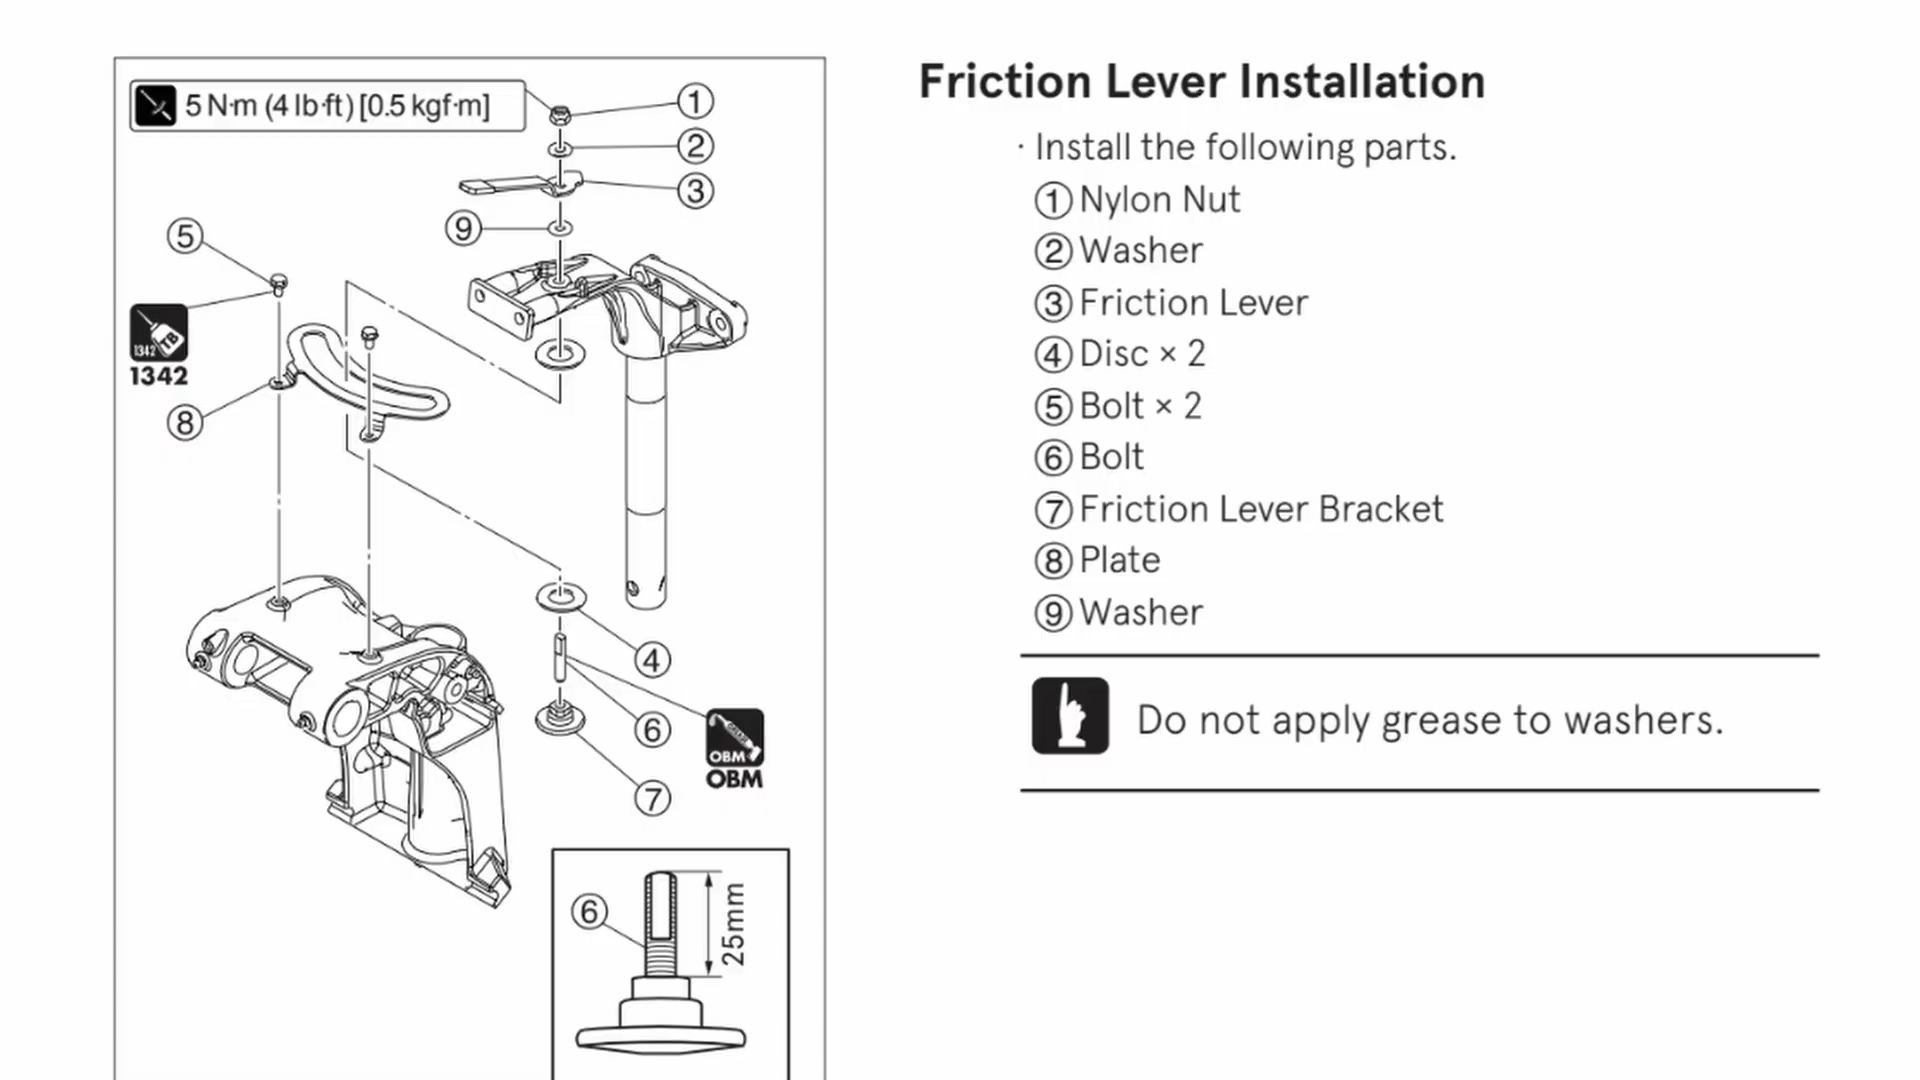 5 N·m (4 lb·ft) [0.5 kgf·m]
①
②
③
⑨
⑤
1342 TB
1342
⑧
④
⑥
GREASE
OBM
OBM
⑦
⑥
25mm
Friction Lever Installation
· Install the following parts.
① Nylon Nut
② Washer
③ Friction Lever
④ Disc × 2
⑤ Bolt × 2
⑥ Bolt
⑦ Friction Lever Bracket
⑧ Plate
⑨ Washer
Do not apply grease to washers.